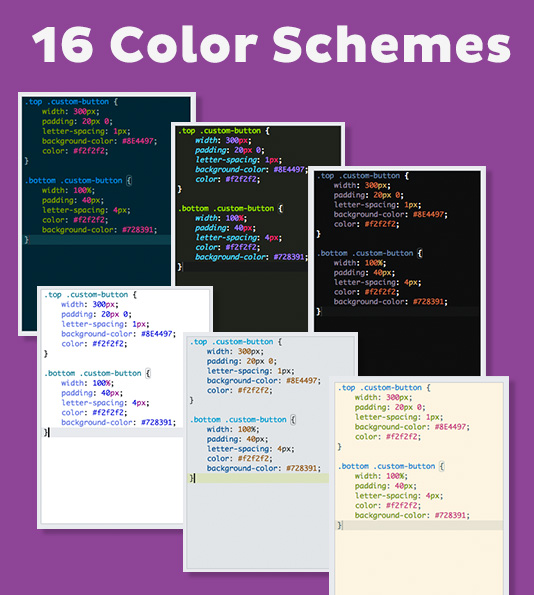 16 Color Schemes
.top .custom-button {
width: 300px;
padding: 20px 0;
letter-spacing: 1px;
background-color: #8E4497;
color: #f2f2f2;
}
.bottom .custom-button {
width: 100%;
padding: 40px;
letter-spacing: 4px;
color: #f2f2f2;
background-color: #728391;
}
.top .custom-button {
width: 300px;
padding: 20px 0;
letter-spacing: 1px;
background-color: #8E4497;
color: #f2f2f2;
}
.bottom .custom-button {
width: 100%;
padding: 40px;
letter-spacing: 4px;
color: #f2f2f2;
background-color: #728391;
}
.top .custom-button {
width: 300px;
padding: 20px 0;
letter-spacing: 1px;
background-color: #8E4497;
color: #f2f2f2;
}
.bottom .custom-button {
width: 100%;
padding: 40px;
letter-spacing: 4px;
color: #f2f2f2;
background-color: #728391;
}
.top .custom-button {
width: 300px;
padding: 20px 0;
letter-spacing: 1px;
background-color: #8E4497;
color: #f2f2f2;
}
.bottom .custom-button {
width: 100%;
padding: 40px;
letter-spacing: 4px;
color: #f2f2f2;
background-color: #728391;
}
.top .custom-button {
width: 300px;
padding: 20px 0;
letter-spacing: 1px;
background-color: #8E4497;
color: #f2f2f2;
}
.bottom .custom-button {
width: 100%;
padding: 40px;
letter-spacing: 4px;
color: #f2f2f2;
background-color: #728391;
}
.top .custom-button {
width: 300px;
padding: 20px 0;
letter-spacing: 1px;
background-color: #8E4497;
color: #f2f2f2;
}
.bottom .custom-button {
width: 100%;
padding: 40px;
letter-spacing: 4px;
color: #f2f2f2;
background-color: #728391;
}